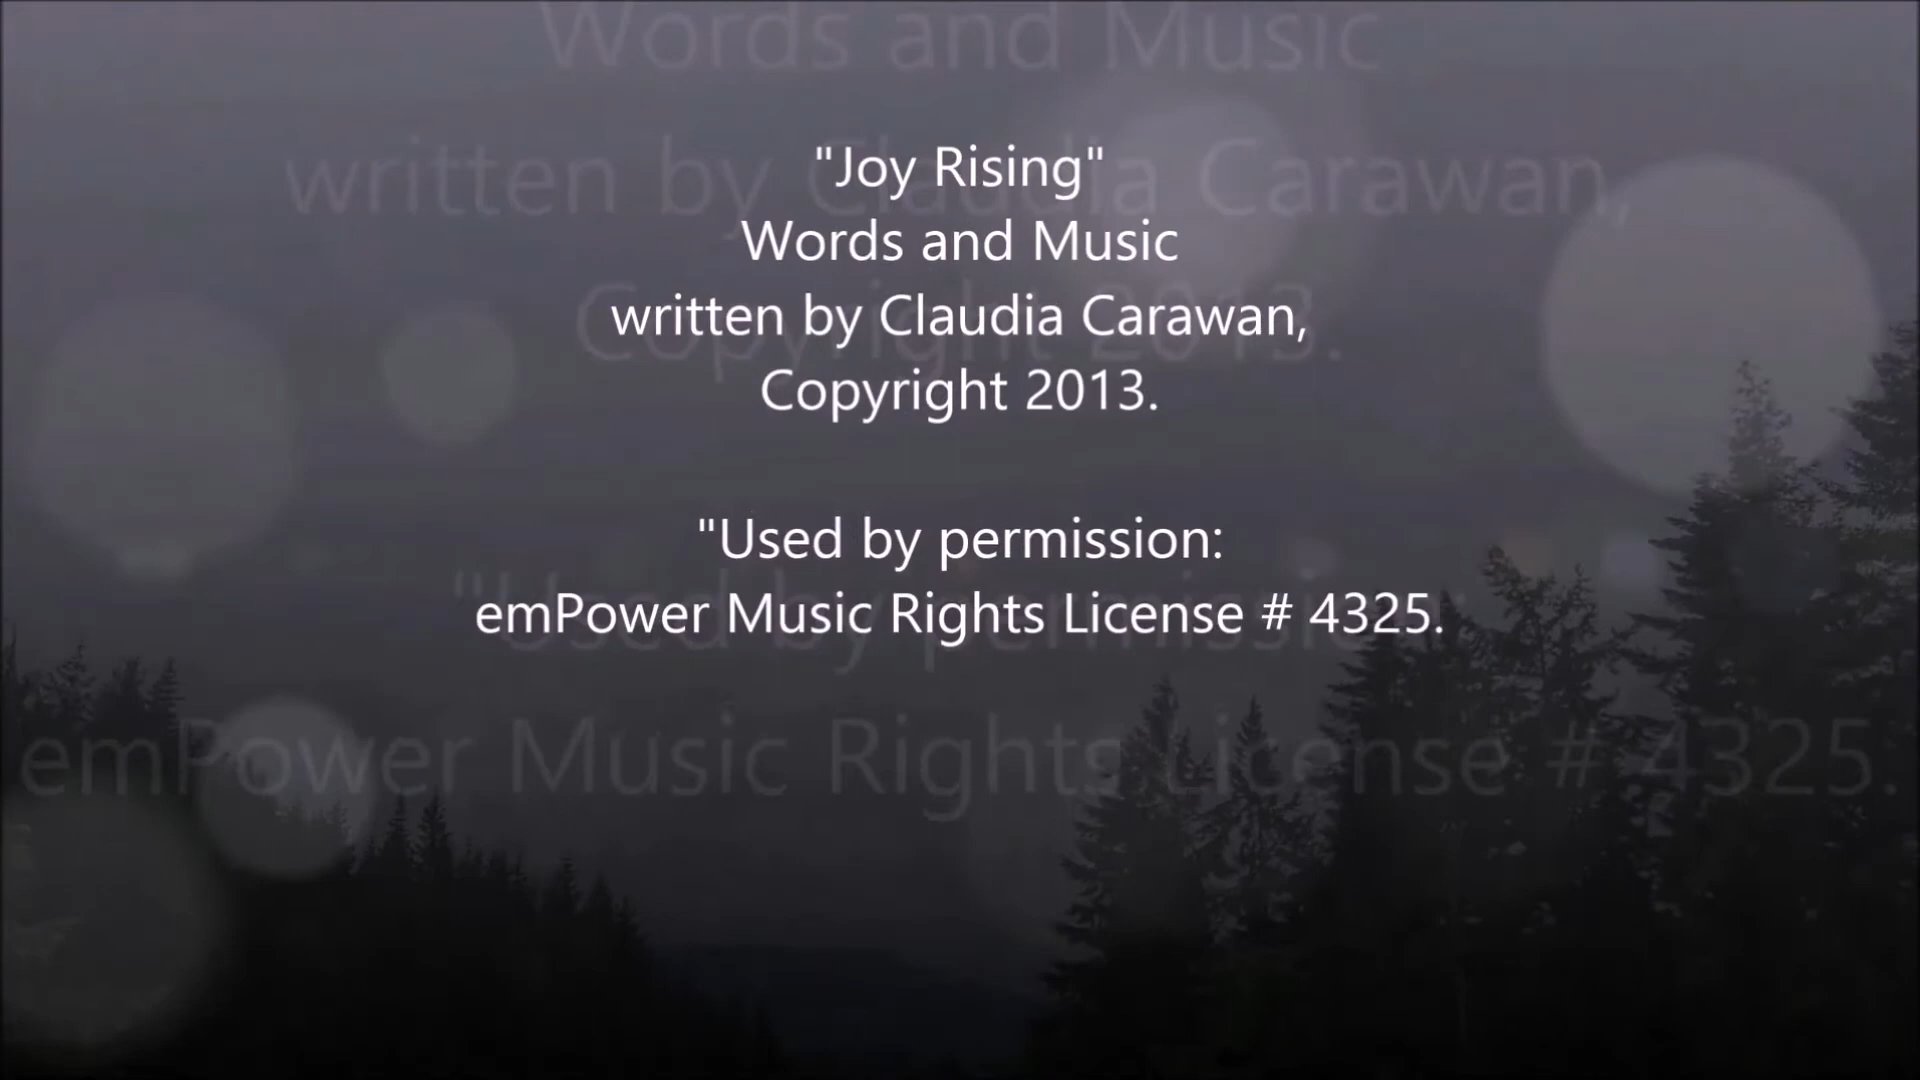 "Joy Rising"
Words and Music
written by Claudia Carawan,
Copyright 2013.
"Used by permission:
emPower Music Rights License # 4325.